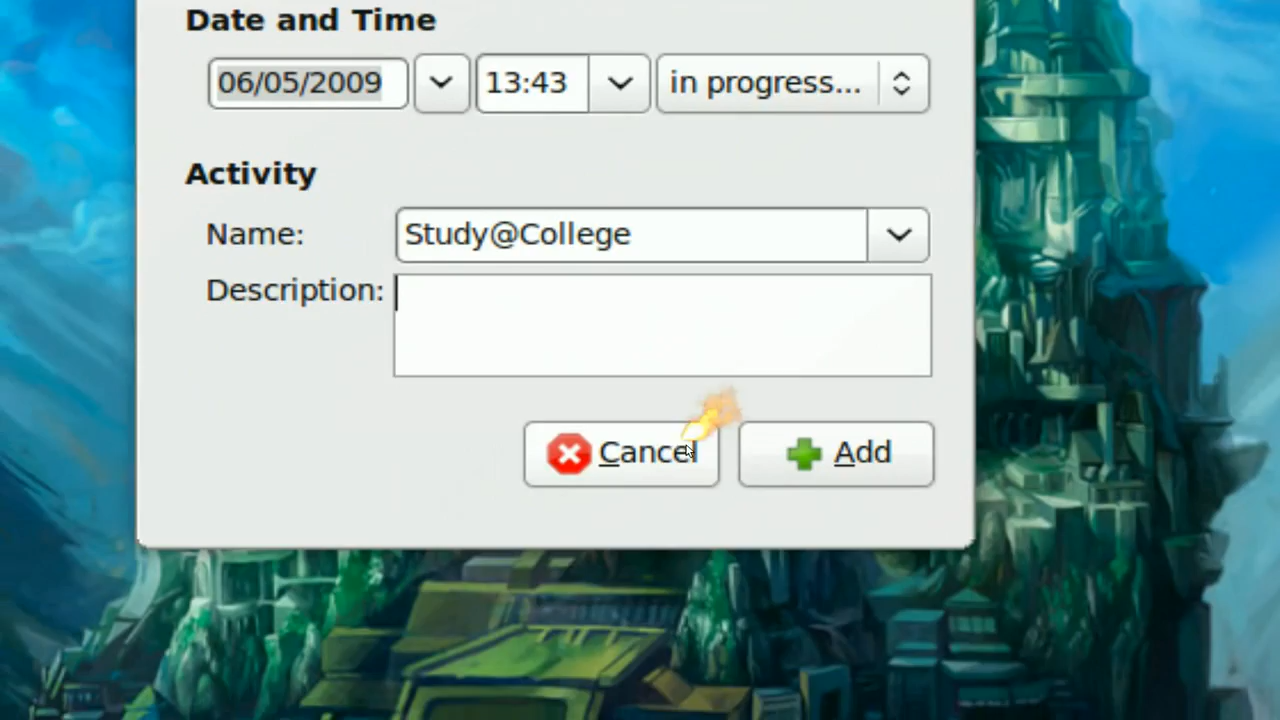 Date and Time
06/05/2009 13:43 in progress...
Activity
Name: Study@College
Description:
Cancel Add